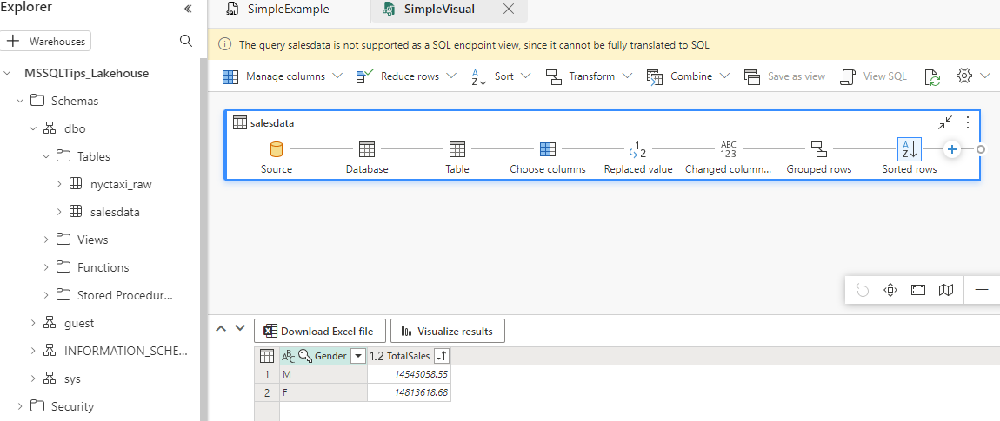 Explorer
SimpleExample
SimpleVisual
Warehouses
MSSQLTips_Lakehouse
Schemas
dbo
Tables
nyctaxi_raw
salesdata
Views
Functions
Stored Procedur...
guest
INFORMATION_SCHE...
sys
Security
The query salesdata is not supported as a SQL endpoint view, since it cannot be fully translated to SQL
Manage columns
Reduce rows
Sort
Transform
Combine
Save as view
View SQL
salesdata
Source
Database
Table
Choose columns
Replaced value
Changed column...
Grouped rows
Sorted rows
Download Excel file
Visualize results
Gender 1.2 TotalSales
1 M 14545058.55
2 F 14813618.68